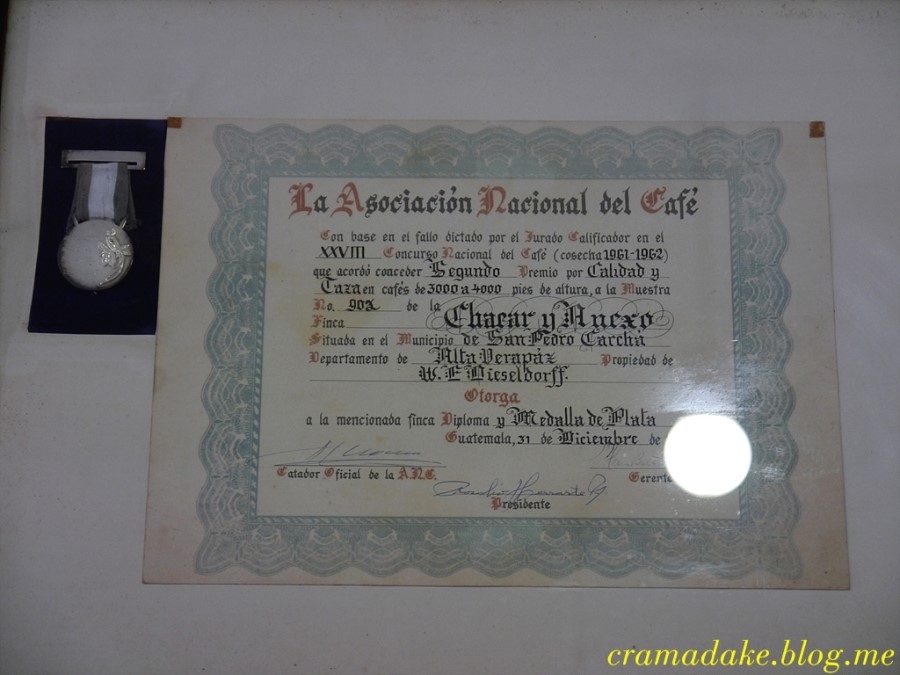 La Asociación Nacional del Café
Con base en el fallo dictado por el Jurado Calificador en el
XXVIII Concurso Nacional del Café (cosecha 1961-1962)
que acordó conceder Segundo Premio por Calidad y
Taza en cafés de 3000 a 4000 pies de altura, a la Muestra
No. 902 de la
Finca Chacar y Anexo
Situada en el Municipio de San Pedro Carcha
Departamento de Alta Verapáz Propiedad de
W. E. Dieseldorff.
Otorga
a la mencionada finca Diploma y Medalla de Plata
Guatemala, 31 de Diciembre de
Catador Oficial de la A.N.C. Gerente
Presidente
cramadake.blog.me